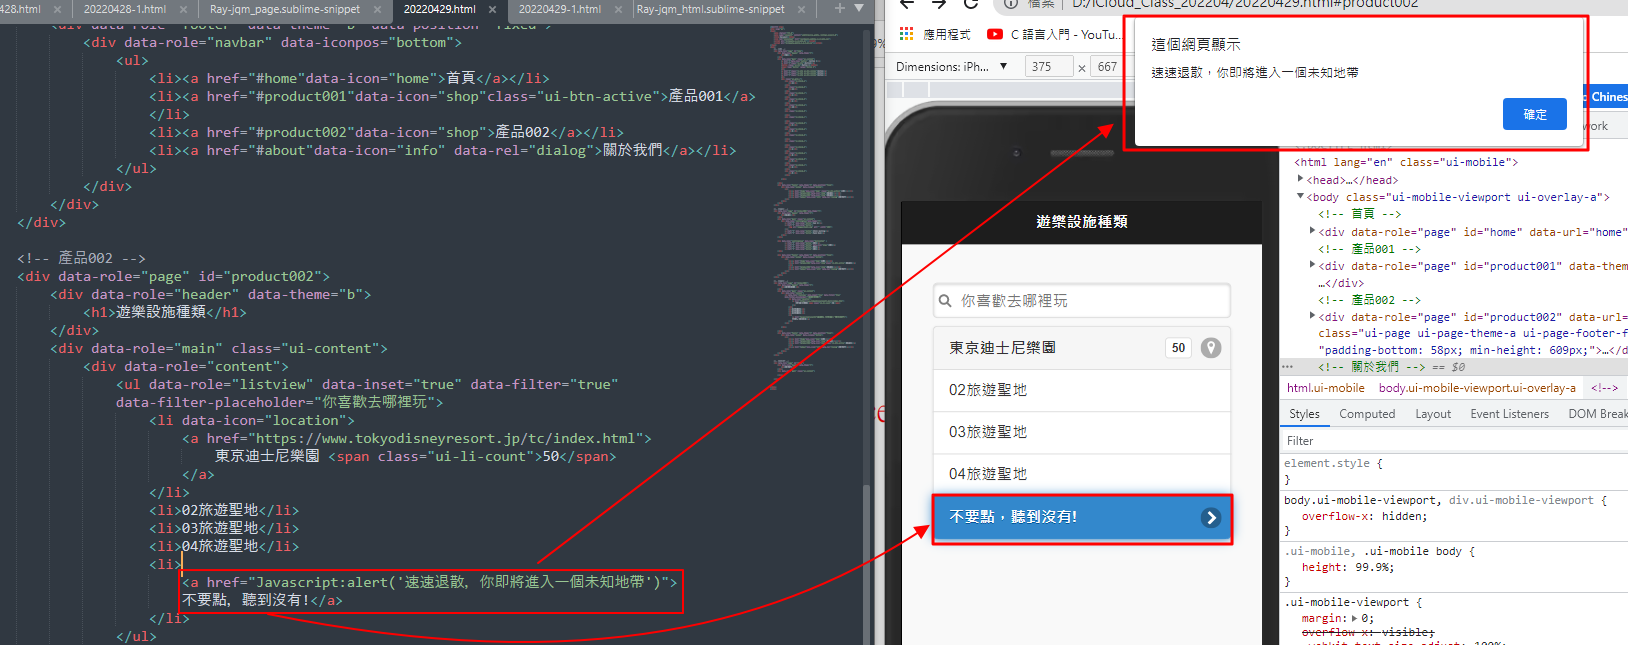 428.html × 20220428-1.html × Ray-jqm_page.sublime-snippet × 20220429.html × 20220429-1.html × Ray-jqm_html.sublime-snippet × + ▼
<div data-role="footer" data-theme="b" data-position="fixed">
<div data-role="navbar" data-iconpos="bottom">
<ul>
<li><a href="#home"data-icon="home">首頁</a></li>
<li><a href="#product001"data-icon="shop"class="ui-btn-active">產品001</a>
</li>
<li><a href="#product002"data-icon="shop">產品002</a></li>
<li><a href="#about"data-icon="info" data-rel="dialog">關於我們</a></li>
</ul>
</div>
</div>
</div>
<!-- 產品002 -->
<div data-role="page" id="product002">
<div data-role="header" data-theme="b">
<h1>遊樂設施種類</h1>
</div>
<div data-role="main" class="ui-content">
<div data-role="content">
<ul data-role="listview" data-inset="true" data-filter="true"
data-filter-placeholder="你喜歡去哪裡玩">
<li data-icon="location">
<a href="https://www.tokyodisneyresort.jp/tc/index.html">
東京迪士尼樂園 <span class="ui-li-count">50</span>
</a>
</li>
<li>02旅遊聖地</li>
<li>03旅遊聖地</li>
<li>04旅遊聖地</li>
<li>
<a href="Javascript:alert('速速退散, 你即將進入一個未知地帶')">
不要點, 聽到沒有!</a>
</li>
</ul>
檔案 | D:/iCloud_Class_202204/20220429.html#product002
應用程式 C 語言入門 - YouTu...
Dimensions: iPh... ▼ 375 × 667
這個網頁顯示
速速退散，你即將進入一個未知地帶
確定
Chines
work
遊樂設施種類
你喜歡去哪裡玩
東京迪士尼樂園 50
02旅遊聖地
03旅遊聖地
04旅遊聖地
不要點，聽到沒有!
<html lang="en" class="ui-mobile">
<head>…</head>
<body class="ui-mobile-viewport ui-overlay-a">
<!-- 首頁 -->
<div data-role="page" id="home" data-url="home"
<!-- 產品001 -->
<div data-role="page" id="product001" data-them
…</div>
<!-- 產品002 -->
<div data-role="page" id="product002" data-url=
class="ui-page ui-page-theme-a ui-page-footer-f
"padding-bottom: 58px; min-height: 609px;">…</d
<!-- 關於我們 --> == $0
html.ui-mobile body.ui-mobile-viewport.ui-overlay-a <!-->
Styles Computed Layout Event Listeners DOM Break
Filter
element.style {
}
body.ui-mobile-viewport, div.ui-mobile-viewport {
overflow-x: hidden;
}
.ui-mobile, .ui-mobile body {
height: 99.9%;
}
.ui-mobile-viewport {
margin: 0;
overflow-x: visible;
-webkit-text-size-adjust: 100%;